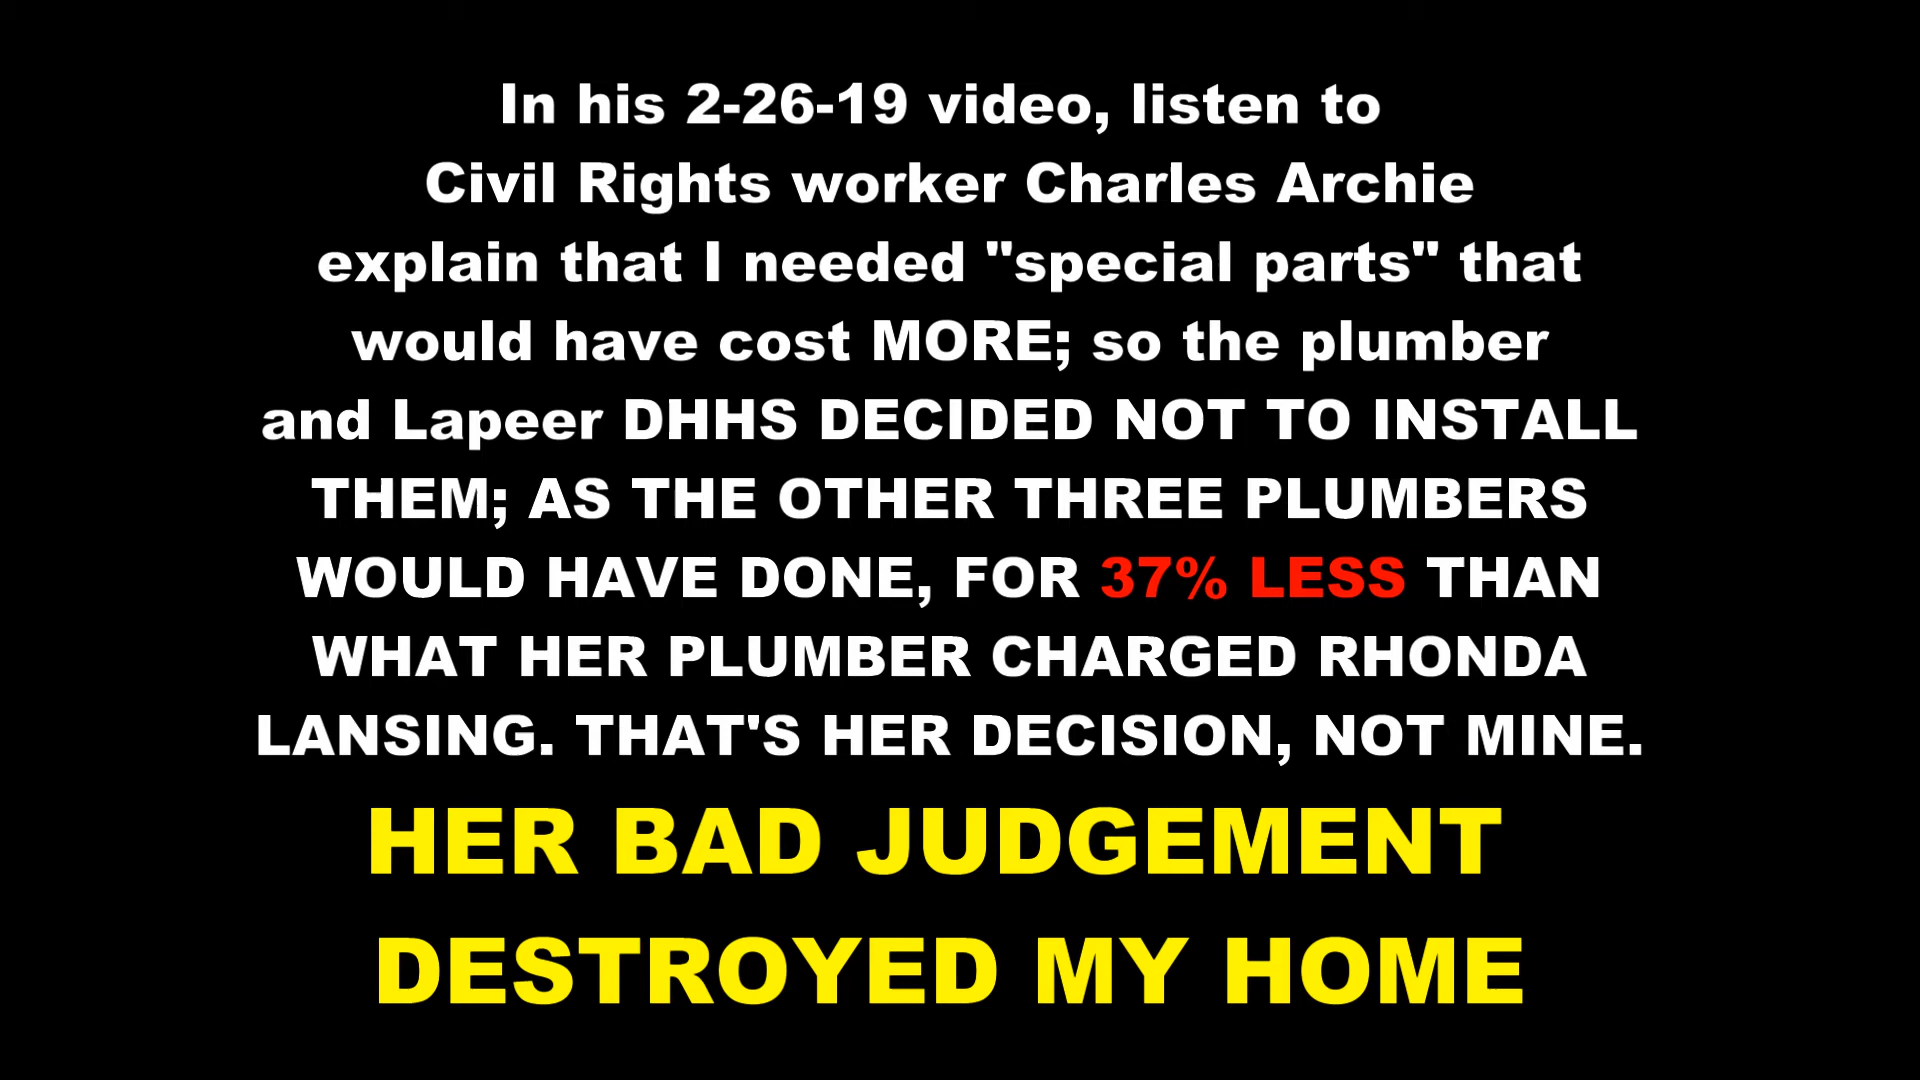 In his 2-26-19 video, listen to
Civil Rights worker Charles Archie
explain that I needed "special parts" that
would have cost MORE; so the plumber
and Lapeer DHHS DECIDED NOT TO INSTALL
THEM; AS THE OTHER THREE PLUMBERS
WOULD HAVE DONE, FOR 37% LESS THAN
WHAT HER PLUMBER CHARGED RHONDA
LANSING. THAT'S HER DECISION, NOT MINE.
HER BAD JUDGEMENT
DESTROYED MY HOME